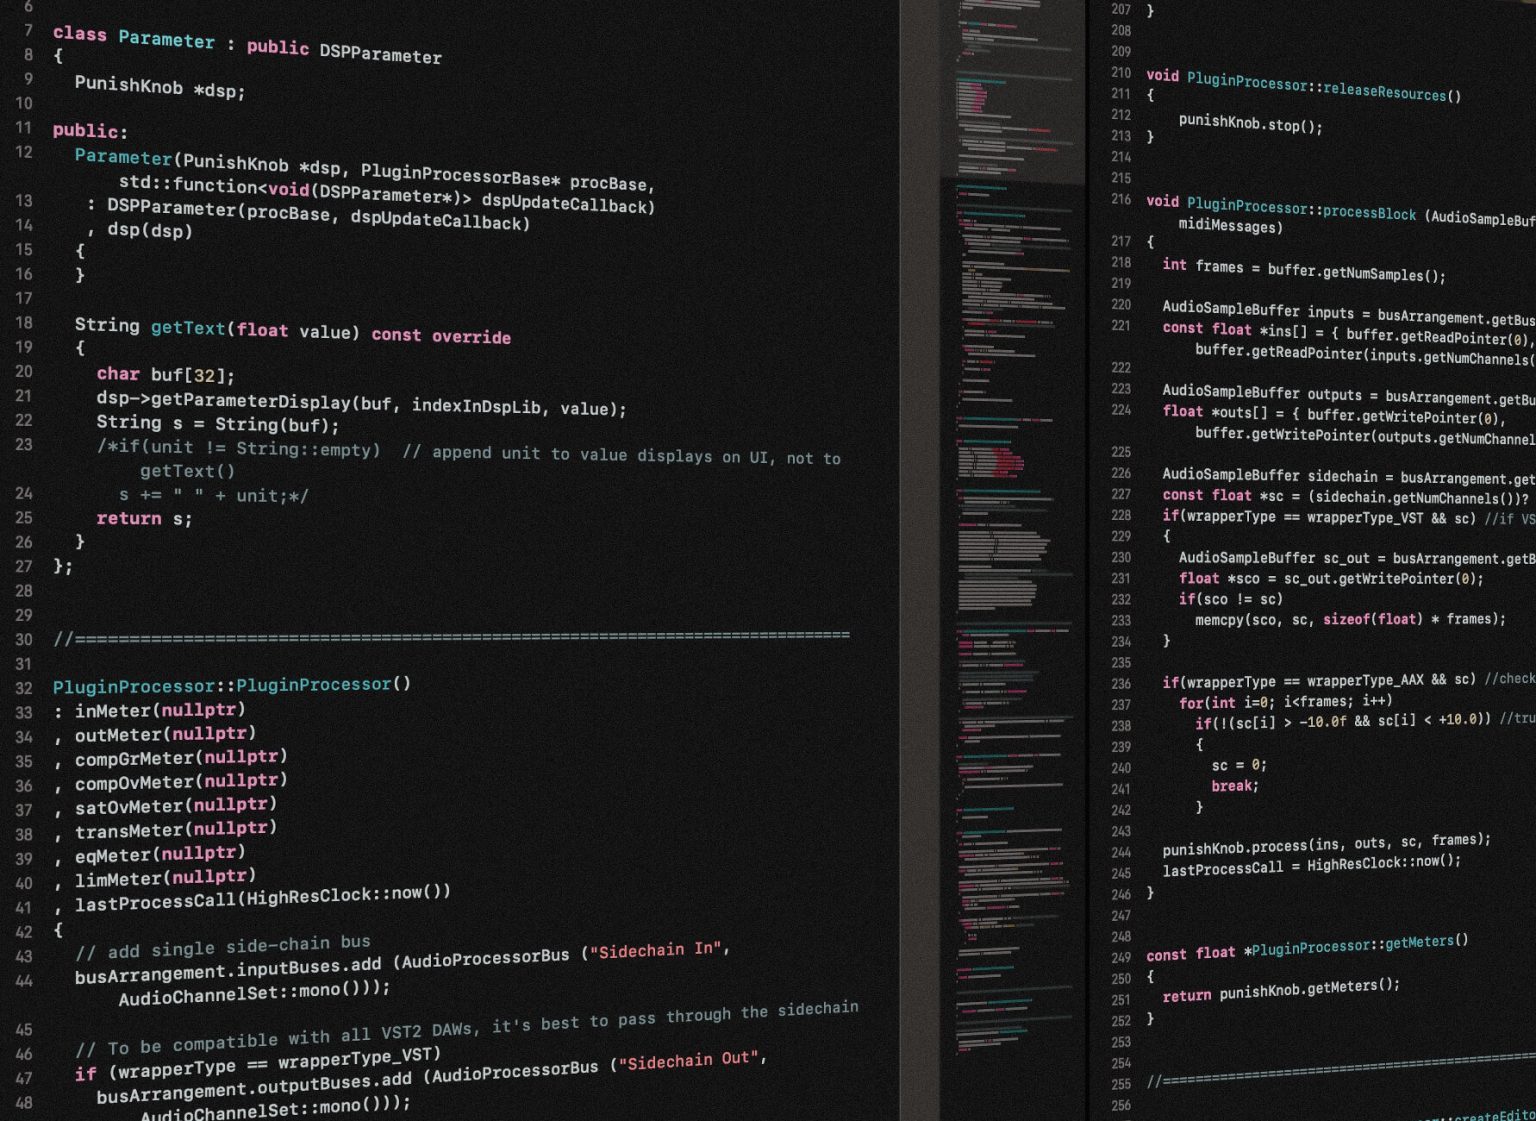 6
7 class Parameter : public DSPParameter
8 {
9 PunishKnob *dsp;
10
11 public:
12 Parameter(PunishKnob *dsp, PluginProcessorBase* procBase,
std::function<void(DSPParameter*)> dspUpdateCallback)
13 : DSPParameter(procBase, dspUpdateCallback)
14 , dsp(dsp)
15 {
16 }
17
18 String getText(float value) const override
19 {
20 char buf[32];
21 dsp->getParameterDisplay(buf, indexInDspLib, value);
22 String s = String(buf);
23 /*if(unit != String::empty) // append unit to value displays on UI, not to
getText()
24 s += " " + unit;*/
25 return s;
26 }
27 };
28
29
30 //========================================================================
31
32 PluginProcessor::PluginProcessor()
33 : inMeter(nullptr)
34 , outMeter(nullptr)
35 , compGrMeter(nullptr)
36 , compOvMeter(nullptr)
37 , satOvMeter(nullptr)
38 , transMeter(nullptr)
39 , eqMeter(nullptr)
40 , limMeter(nullptr)
41 , lastProcessCall(HighResClock::now())
42 {
43 // add single side-chain bus
44 busArrangement.inputBuses.add (AudioProcessorBus ("Sidechain In",
AudioChannelSet::mono()));
45
46 // To be compatible with all VST2 DAWs, it's best to pass through the sidechain
47 if (wrapperType == wrapperType_VST)
48 busArrangement.outputBuses.add (AudioProcessorBus ("Sidechain Out",
AudioChannelSet::mono()));
207 }
208
209
210 void PluginProcessor::releaseResources()
211 {
212 punishKnob.stop();
213 }
214
215
216 void PluginProcessor::processBlock (AudioSampleBuf
midiMessages)
217 {
218 int frames = buffer.getNumSamples();
219
220 AudioSampleBuffer inputs = busArrangement.getBus
221 const float *ins[] = { buffer.getReadPointer(0),
buffer.getReadPointer(inputs.getNumChannels(
222
223 AudioSampleBuffer outputs = busArrangement.getBu
224 float *outs[] = { buffer.getWritePointer(0),
buffer.getWritePointer(outputs.getNumChannel
225
226 AudioSampleBuffer sidechain = busArrangement.get
227 const float *sc = (sidechain.getNumChannels())?
228 if(wrapperType == wrapperType_VST && sc) //if VS
229 {
230 AudioSampleBuffer sc_out = busArrangement.getB
231 float *sco = sc_out.getWritePointer(0);
232 if(sco != sc)
233 memcpy(sco, sc, sizeof(float) * frames);
234 }
235
236 if(wrapperType == wrapperType_AAX && sc) //check
237 for(int i=0; i<frames; i++)
238 if(!(sc[i] > -10.0f && sc[i] < +10.0)) //tru
239 {
240 sc = 0;
241 break;
242 }
243
244 punishKnob.process(ins, outs, sc, frames);
245 lastProcessCall = HighResClock::now();
246 }
247
248
249 const float *PluginProcessor::getMeters()
250 {
251 return punishKnob.getMeters();
252 }
253
254
255 //========================================
256
::createEdito